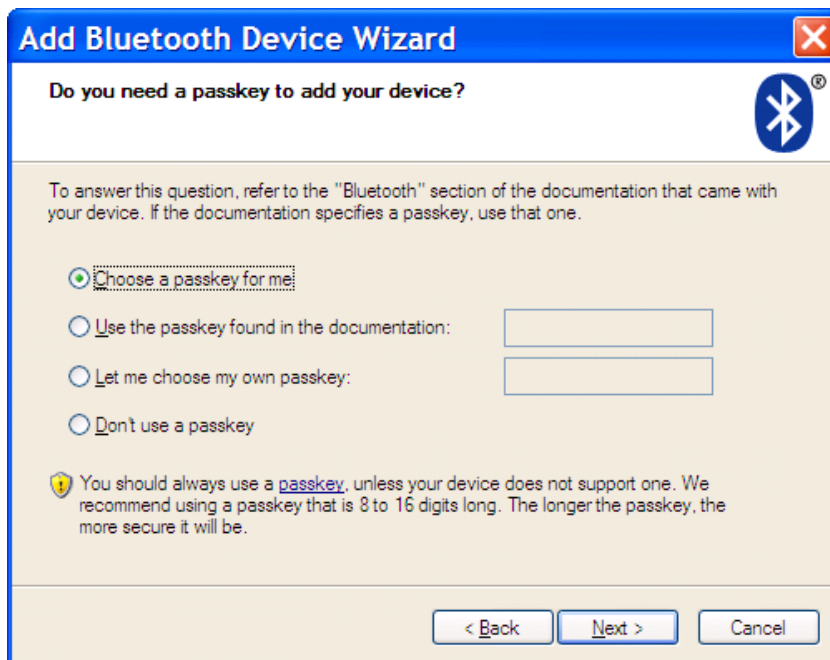 Add Bluetooth Device Wizard
Do you need a passkey to add your device?
®
To answer this question, refer to the "Bluetooth" section of the documentation that came with
your device. If the documentation specifies a passkey, use that one.
Choose a passkey for me
Use the passkey found in the documentation:
Let me choose my own passkey:
Don't use a passkey
You should always use a passkey, unless your device does not support one. We
recommend using a passkey that is 8 to 16 digits long. The longer the passkey, the
more secure it will be.
< Back Next > Cancel